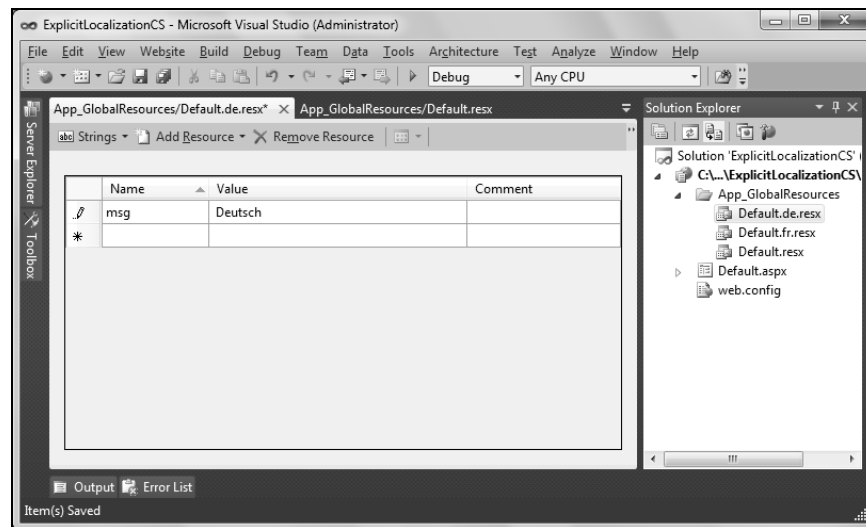 ExplicitLocalizationCS - Microsoft Visual Studio (Administrator)
File Edit View Website Build Debug Team Data Tools Architecture Test Analyze Window Help
Debug Any CPU
App_GlobalResources/Default.de.resx* App_GlobalResources/Default.resx
Strings Add Resource Remove Resource
Name Value Comment
msg Deutsch
Server Explorer
Toolbox
Solution Explorer
Solution 'ExplicitLocalizationCS' (
C:\...\ExplicitLocalizationCS\
App_GlobalResources
Default.de.resx
Default.fr.resx
Default.resx
Default.aspx
web.config
Output Error List
Item(s) Saved